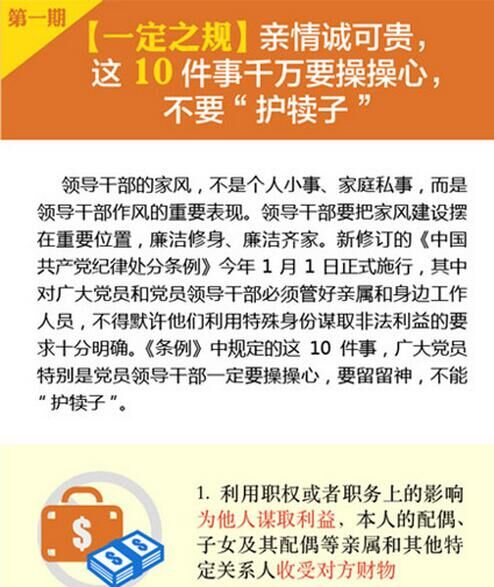 第一期
【一定之规】亲情诚可贵，
这 10 件事千万要操操心，
不要“护犊子”
领导干部的家风，不是个人小事、家庭私事，而是
领导干部作风的重要表现。领导干部要把家风建设摆
在重要位置，廉洁修身、廉洁齐家。新修订的《中国
共产党纪律处分条例》今年 1 月 1 日正式施行，其中
对广大党员和党员领导干部必须管好亲属和身边工作
人员，不得默许他们利用特殊身份谋取非法利益的要
求十分明确。《条例》中规定的这 10 件事，广大党员
特别是党员领导干部一定要操操心，要留留神，不能
“护犊子”。
1. 利用职权或者职务上的影响
为他人谋取利益，本人的配偶、
子女及其配偶等亲属和其他特
定关系人收受对方财物